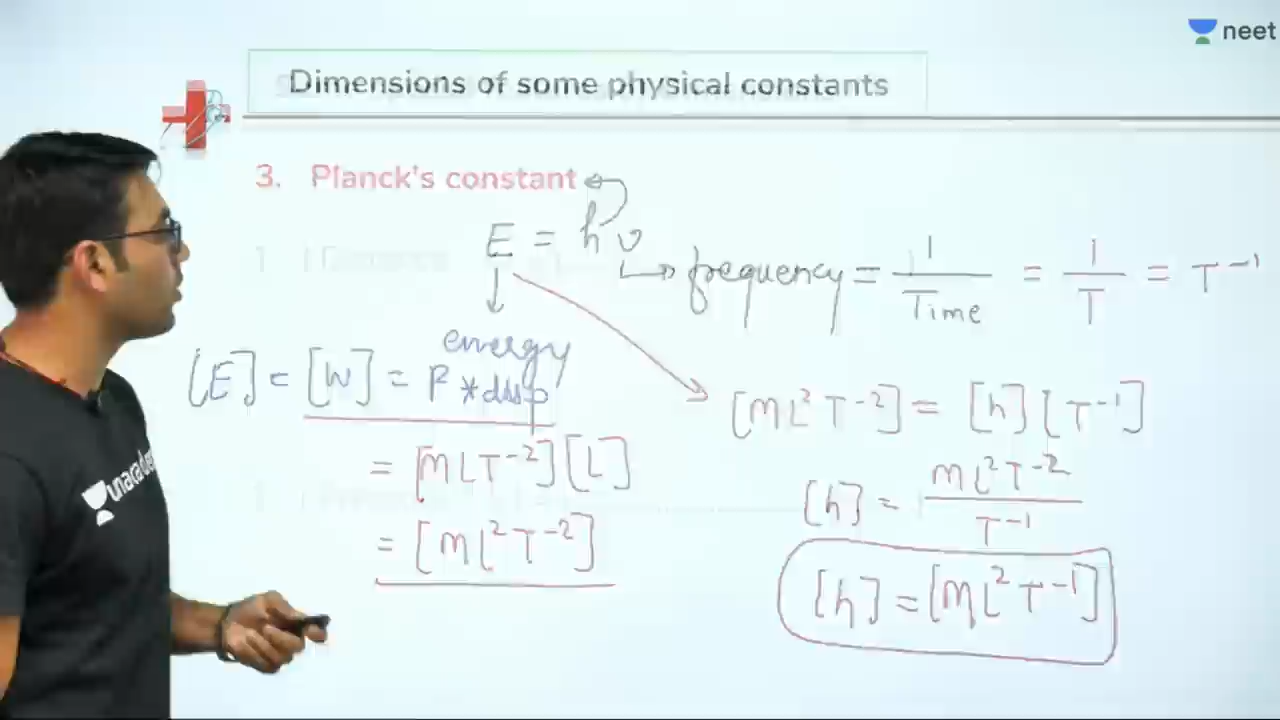 neet
Dimensions of some physical constants
3. Planck's constant
E = hυ
frequency = 1/Time = 1/T = T⁻¹
energy
[E] = [W] = F * disp
[ML²T⁻²] = [h] [T⁻¹]
= [MLT⁻²][L]
[h] = ML²T⁻²/T⁻¹
= [ML²T⁻²]
[h] = [ML²T⁻¹]